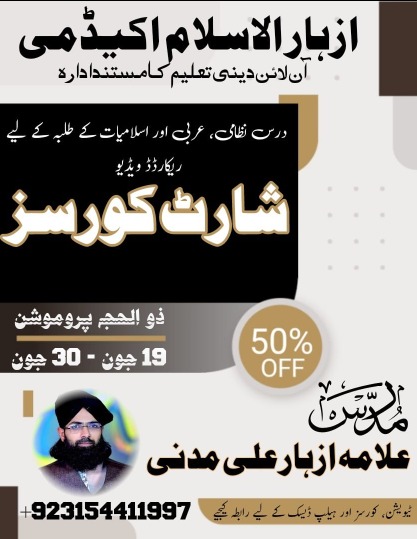 ازہار الاسلام اکیڈمی
آن لائن دینی تعلیم کا مستند ادارہ
درس نظامی، عربی اور اسلامیات کے طلبہ کے لیے
ریکارڈڈ ویڈیو
شارٹ کورسز
ذو الحجہ پروموشن
19 جون - 30 جون
50%
OFF
مُدرِّسْ
علامہ ازہار علی مدنی
ٹیویشن، کورسز اور ہیلپ ڈیسک کے لیے رابطہ کیجیے
+923154411997